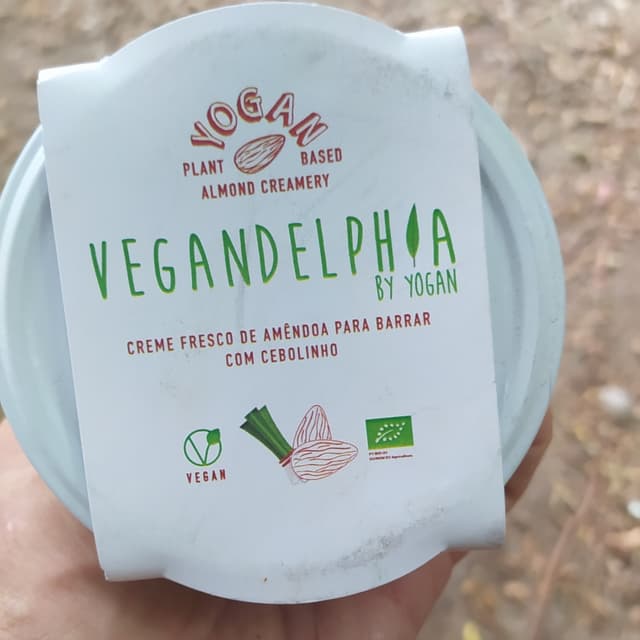 YOGAN
PLANT BASED
ALMOND CREAMERY
VEGANDELPHIA
BY YOGAN
CREME FRESCO DE AMÊNDOA PARA BARRAR
COM CEBOLINHO
VEGAN